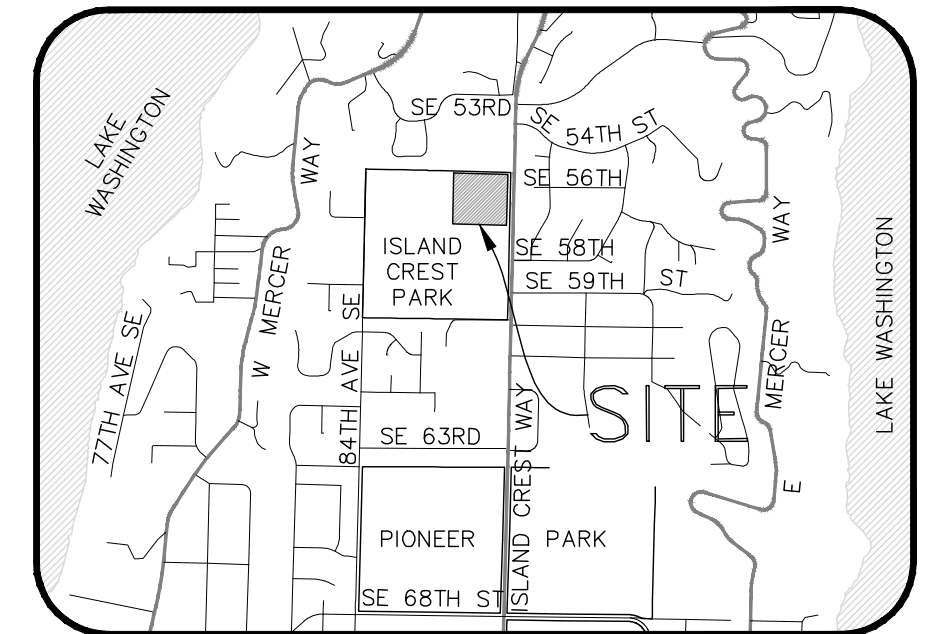 LAKE
WASHINGTON
SE 53RD
SE 54TH ST
WAY
SE 56TH
ISLAND
CREST
PARK
SE 58TH
SE 59TH ST
WAY
LAKE WASHINGTON
W MERCER
77TH AVE SE
84TH AVE SE
MERCER
SITE
SE 63RD
ISLAND CREST WAY
E
PIONEER PARK
SE 68TH ST